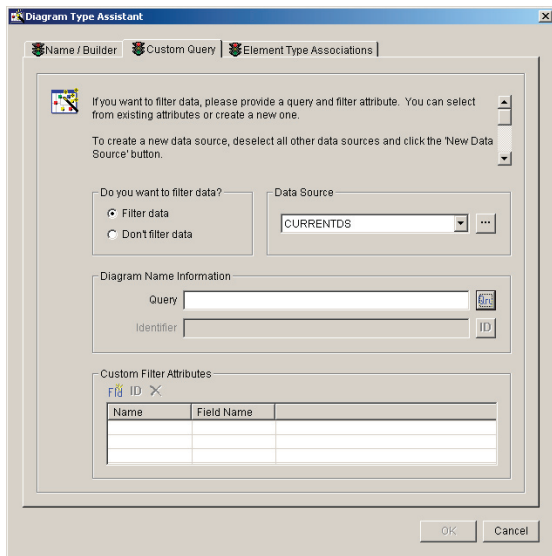 Diagram Type Assistant
Name / Builder Custom Query Element Type Associations
If you want to filter data, please provide a query and filter attribute. You can select
from existing attributes or create a new one.
To create a new data source, deselect all other data sources and click the 'New Data
Source' button.
Do you want to filter data? Data Source
Filter data
CURRENTDS ...
Don't filter data
Diagram Name Information
Query
Identifier ID
Custom Filter Attributes
Fld ID
Name Field Name
OK Cancel